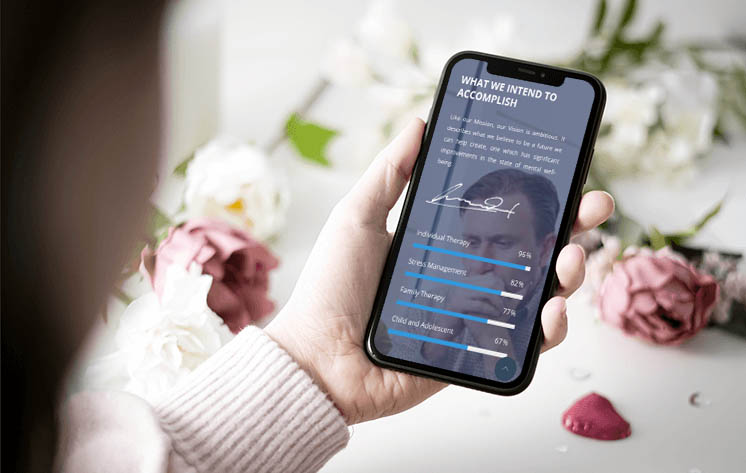 WHAT WE INTEND TO
ACCOMPLISH
Like our Mission, our Vision is ambitious. It
describes what we believe to be a future we
can help create, one which has significant
improvements in the state of mental well-
being.
Individual Therapy
96%
Stress Management
82%
Family Therapy
77%
Child and Adolescent
67%